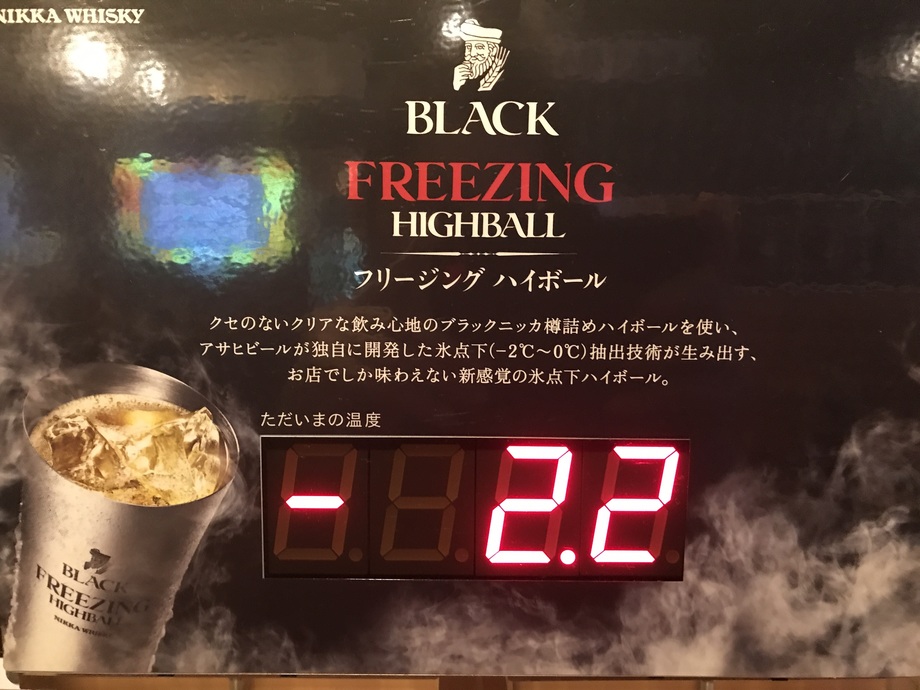 NIKKA WHISKY
BLACK
FREEZING
HIGHBALL
フリージング ハイボール
クセのないクリアな飲み心地のブラックニッカ樽詰めハイボールを使い、
アサヒビールが独自に開発した氷点下(−2℃〜0℃)抽出技術が生み出す、
お店でしか味わえない新感覚の氷点下ハイボール。
ただいまの温度
-2.2
BLACK
FREEZING
HIGHBALL
NIKKA WHISKY